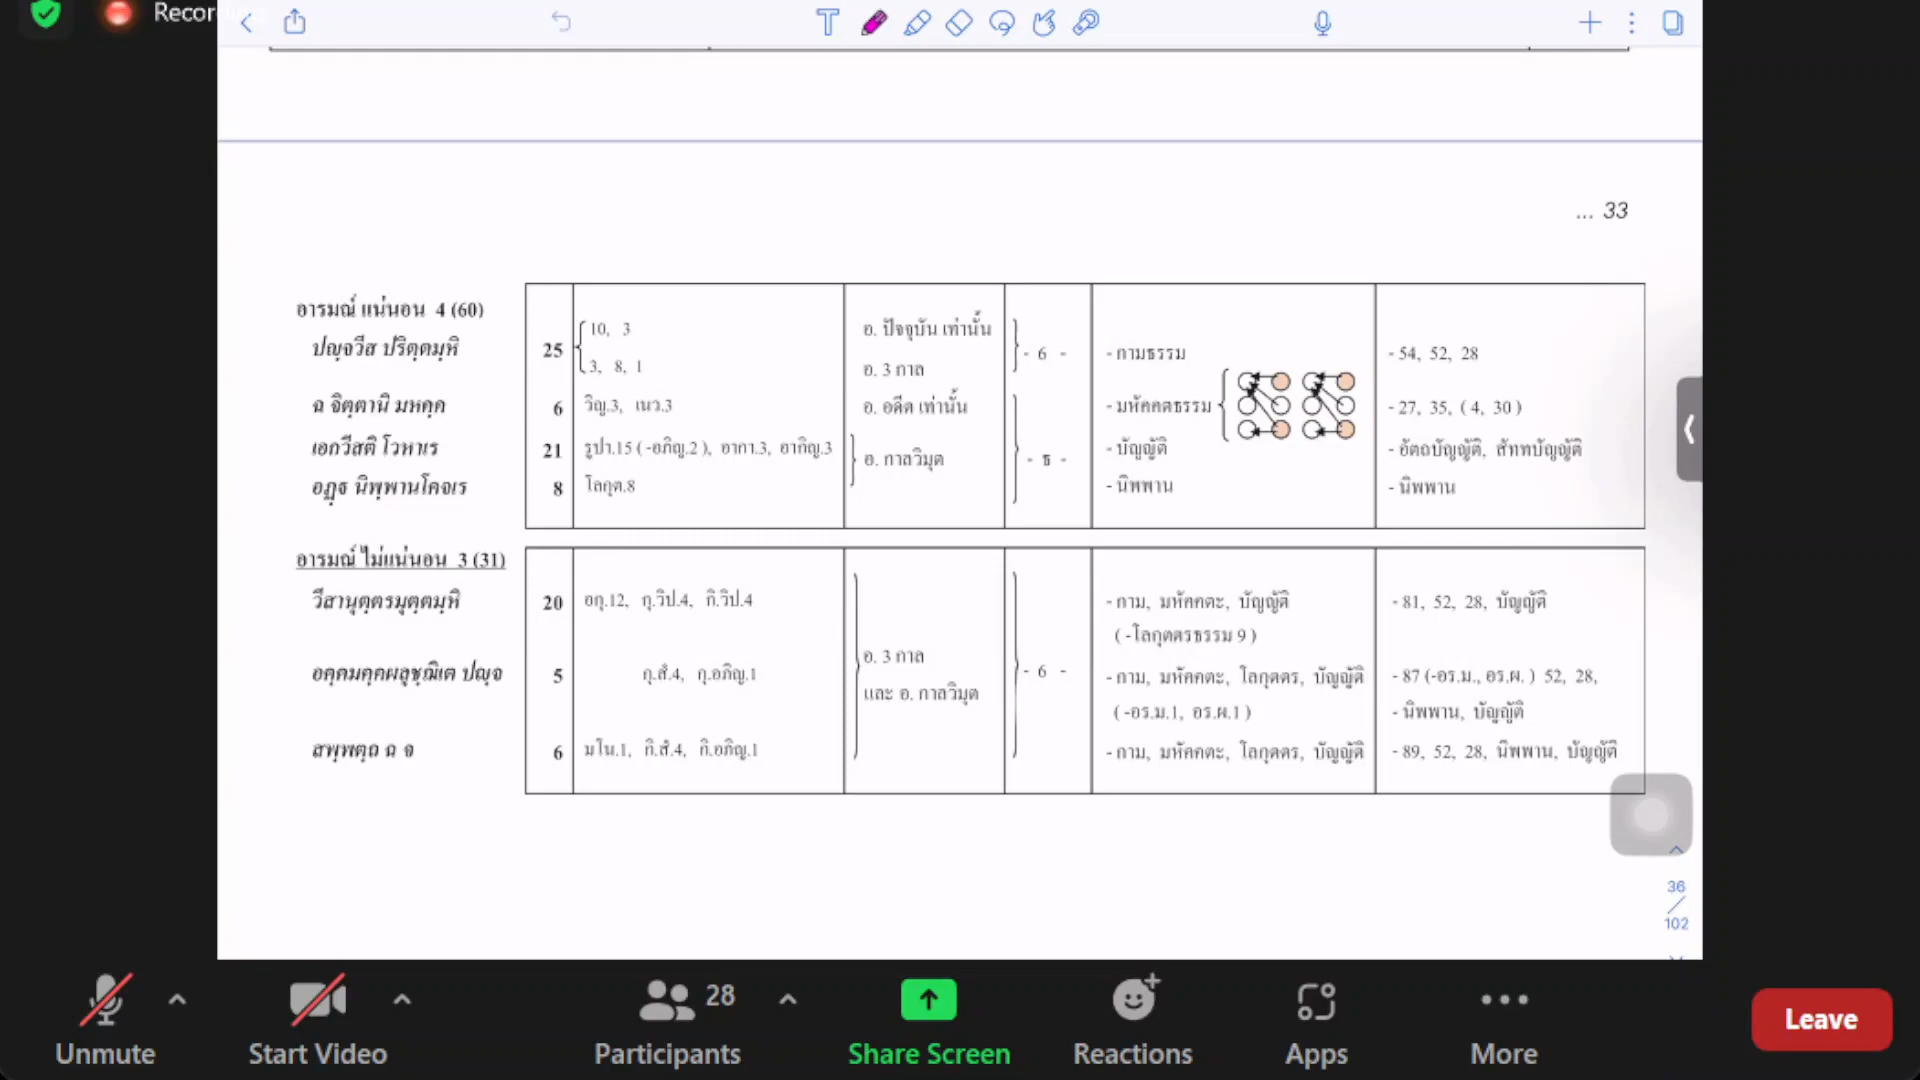 Recor
... 33
อารมณ์ แน่นอน 4 (60)
ปญฺจวีส ปริตฺตมฺหิ 25 10, 3 อ. ปัจจุบัน เท่านั้น - 6 - - กามธรรม - 54, 52, 28
3, 8, 1 อ. 3 กาล
ฉ จิตฺตานิ มหคฺค 6 วิญ.3, เนว.3 อ. อดีต เท่านั้น - มหัคคตธรรม - 27, 35, ( 4, 30 )
เอกวีสติ โวหาเร 21 รูปา.15 ( -อภิญ.2 ), อากา.3, อากิญ.3 อ. กาลวิมุต - ธ - - บัญญัติ - อัตถบัญญัติ, สัททบัญญัติ
อฏฺฐ นิพฺพานโคจเร 8 โลกุต.8 - นิพพาน - นิพพาน
อารมณ์ ไม่แน่นอน 3 (31)
วีสานุตฺตรมุตฺตมฺหิ 20 อกุ.12, กุ.วิป.4, กิ.วิป.4 - กาม, มหัคคตะ, บัญญัติ - 81, 52, 28, บัญญัติ
( -โลกุตตรธรรม 9 )
อคฺคมคฺคผลุชฺฌิเต ปญฺจ 5 กุ.สํ.4, กุ.อภิญ.1 อ. 3 กาล - 6 - - กาม, มหัคคตะ, โลกุตตร, บัญญัติ - 87 (-อร.ม., อร.ผ. ) 52, 28,
และ อ. กาลวิมุต ( -อร.ม.1, อร.ผ.1 ) - นิพพาน, บัญญัติ
สพฺพตฺถ ฉ จ 6 มโน.1, กิ.สํ.4, กิ.อภิญ.1 - กาม, มหัคคตะ, โลกุตตร, บัญญัติ - 89, 52, 28, นิพพาน, บัญญัติ
36
102
28
Unmute Start Video Participants Share Screen Reactions Apps More Leave